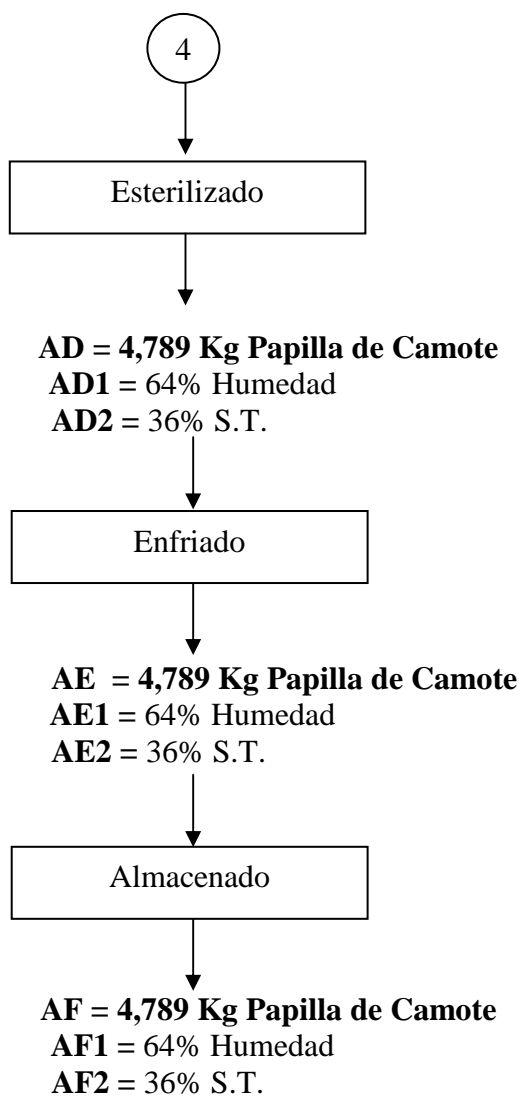 4
Esterilizado
AD = 4,789 Kg Papilla de Camote
AD1 = 64% Humedad
AD2 = 36% S.T.
Enfriado
AE = 4,789 Kg Papilla de Camote
AE1 = 64% Humedad
AE2 = 36% S.T.
Almacenado
AF = 4,789 Kg Papilla de Camote
AF1 = 64% Humedad
AF2 = 36% S.T.